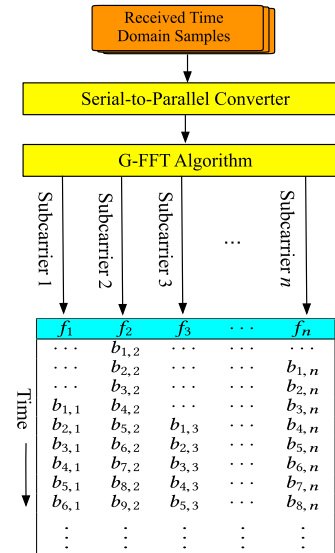 Received Time
Domain Samples
Serial-to-Parallel Converter
G-FFT Algorithm
Subcarrier 1
Subcarrier 2
Subcarrier 3
...
Subcarrier n
Time
f1 f2 f3 · · · fn
· · · b1,2 · · · · · · · · ·
· · · b2,2 · · · · · · b1,n
· · · b3,2 · · · · · · b2,n
b1,1 b4,2 · · · · · · b3,n
b2,1 b5,2 b1,3 · · · b4,n
b3,1 b6,2 b2,3 · · · b5,n
b4,1 b7,2 b3,3 · · · b6,n
b5,1 b8,2 b4,3 · · · b7,n
b6,1 b9,2 b5,3 · · · b8,n
⋮ ⋮ ⋮ ⋮ ⋮